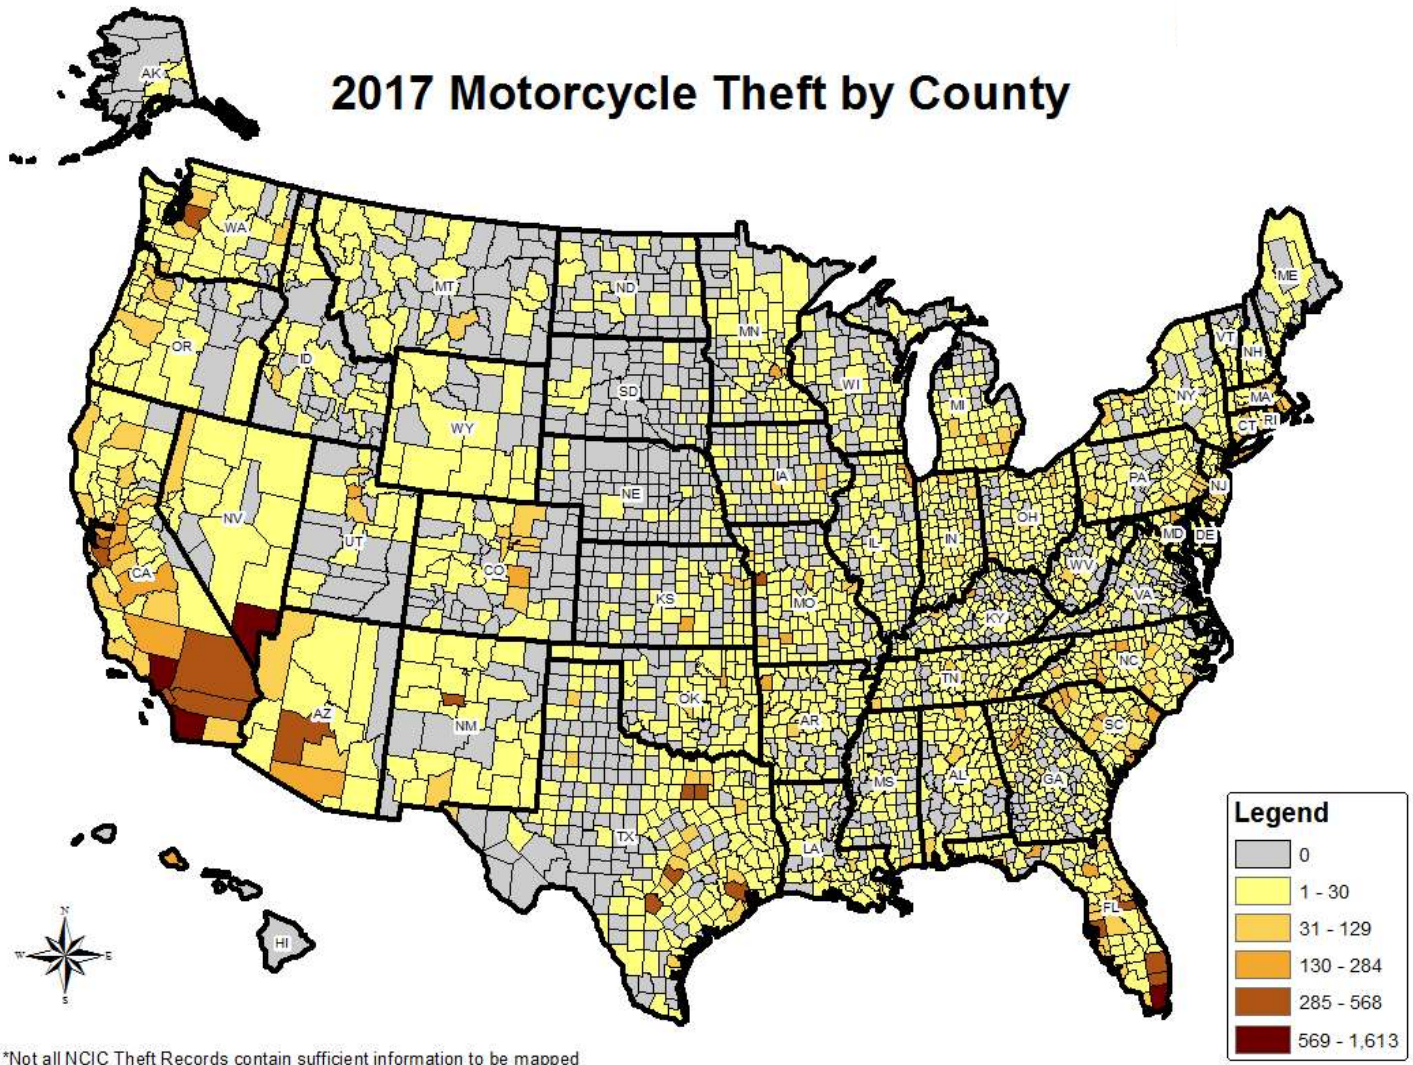 2017 Motorcycle Theft by County
AK
WA
MT
ND
MN
ME
OR
ID
SD
WI
VT
NH
WY
MI
NY
MA
CT
RI
NV
UT
NE
IA
PA
NJ
CO
IL
IN
OH
MD
DE
CA
KS
MO
WV
VA
KY
AZ
NM
OK
AR
TN
NC
SC
TX
MS
AL
GA
LA
FL
HI
N
W
E
S
Legend
0
1 - 30
31 - 129
130 - 284
285 - 568
569 - 1,613
*Not all NCIC Theft Records contain sufficient information to be mapped